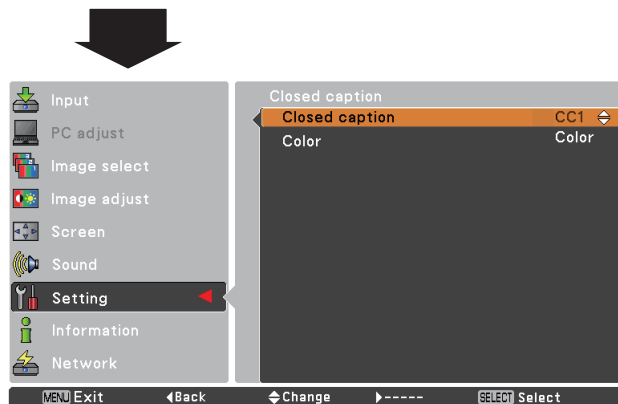 Input
PC adjust
Image select
Image adjust
Screen
Sound
Setting
Information
Network
Closed caption
Closed caption CC1
Color Color
MENU Exit Back Change ----- SELECT Select